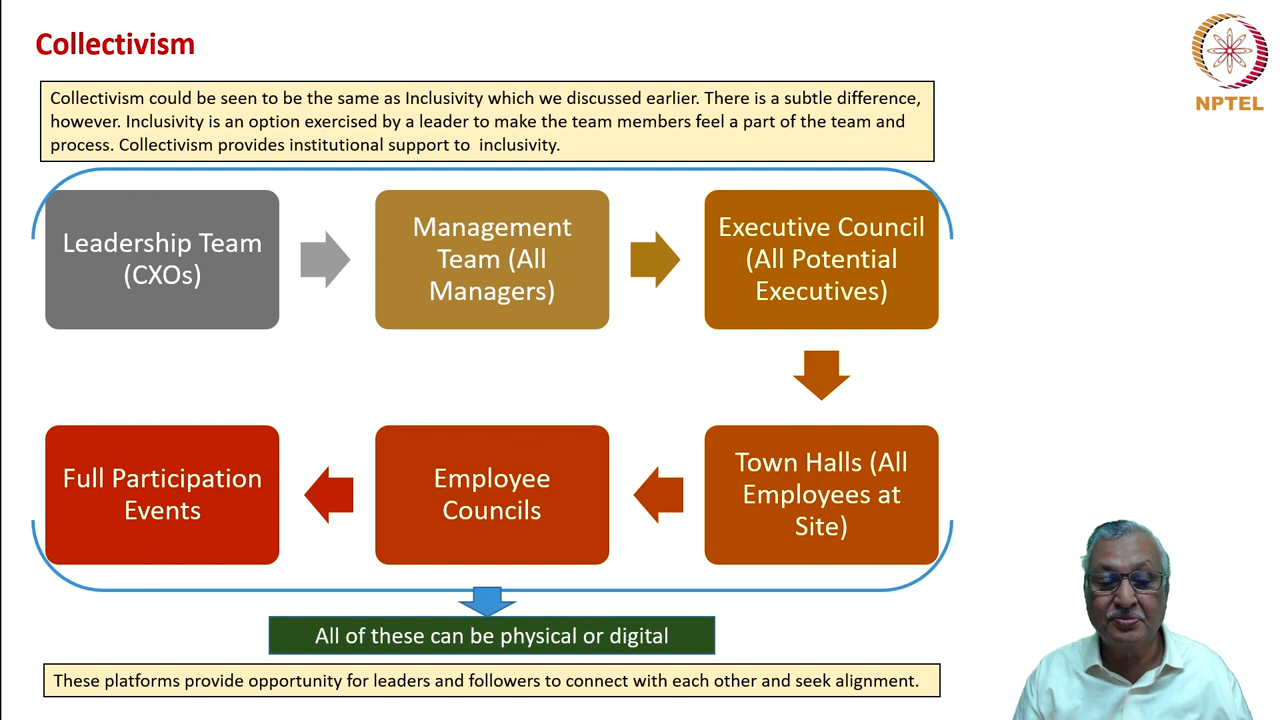 Collectivism
NPTEL
Collectivism could be seen to be the same as Inclusivity which we discussed earlier. There is a subtle difference,
however. Inclusivity is an option exercised by a leader to make the team members feel a part of the team and
process. Collectivism provides institutional support to inclusivity.
Leadership Team
(CXOs)
Management
Team (All
Managers)
Executive Council
(All Potential
Executives)
Town Halls (All
Employees at
Site)
Employee
Councils
Full Participation
Events
All of these can be physical or digital
These platforms provide opportunity for leaders and followers to connect with each other and seek alignment.